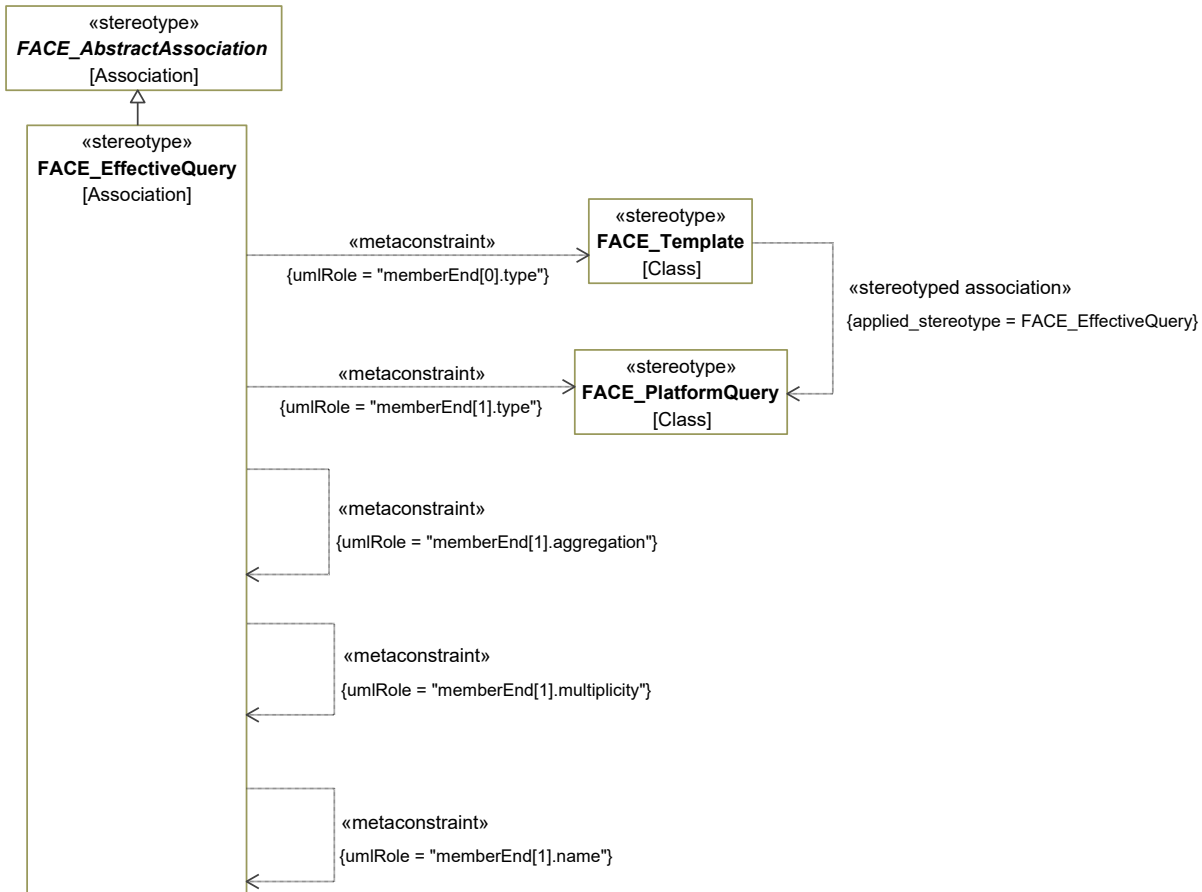 «stereotype»
FACE_AbstractAssociation
[Association]
«stereotype»
FACE_EffectiveQuery
[Association]
«metaconstraint»
{umlRole = "memberEnd[0].type"}
«stereotype»
FACE_Template
[Class]
«stereotyped association»
{applied_stereotype = FACE_EffectiveQuery}
«metaconstraint»
{umlRole = "memberEnd[1].type"}
«stereotype»
FACE_PlatformQuery
[Class]
«metaconstraint»
{umlRole = "memberEnd[1].aggregation"}
«metaconstraint»
{umlRole = "memberEnd[1].multiplicity"}
«metaconstraint»
{umlRole = "memberEnd[1].name"}